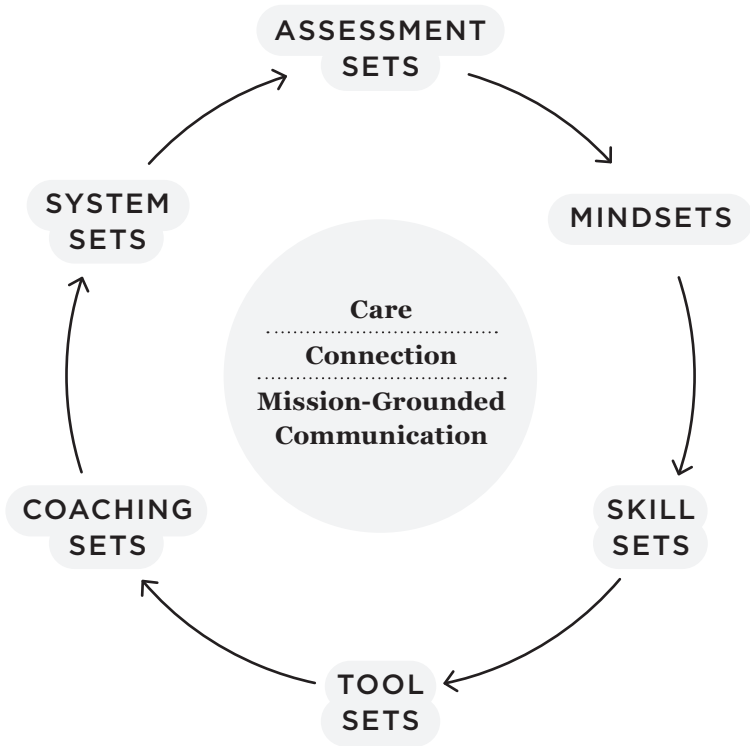 ASSESSMENT
SETS
MINDSETS
SKILL
SETS
TOOL
SETS
COACHING
SETS
SYSTEM
SETS
Care
Connection
Mission-Grounded
Communication